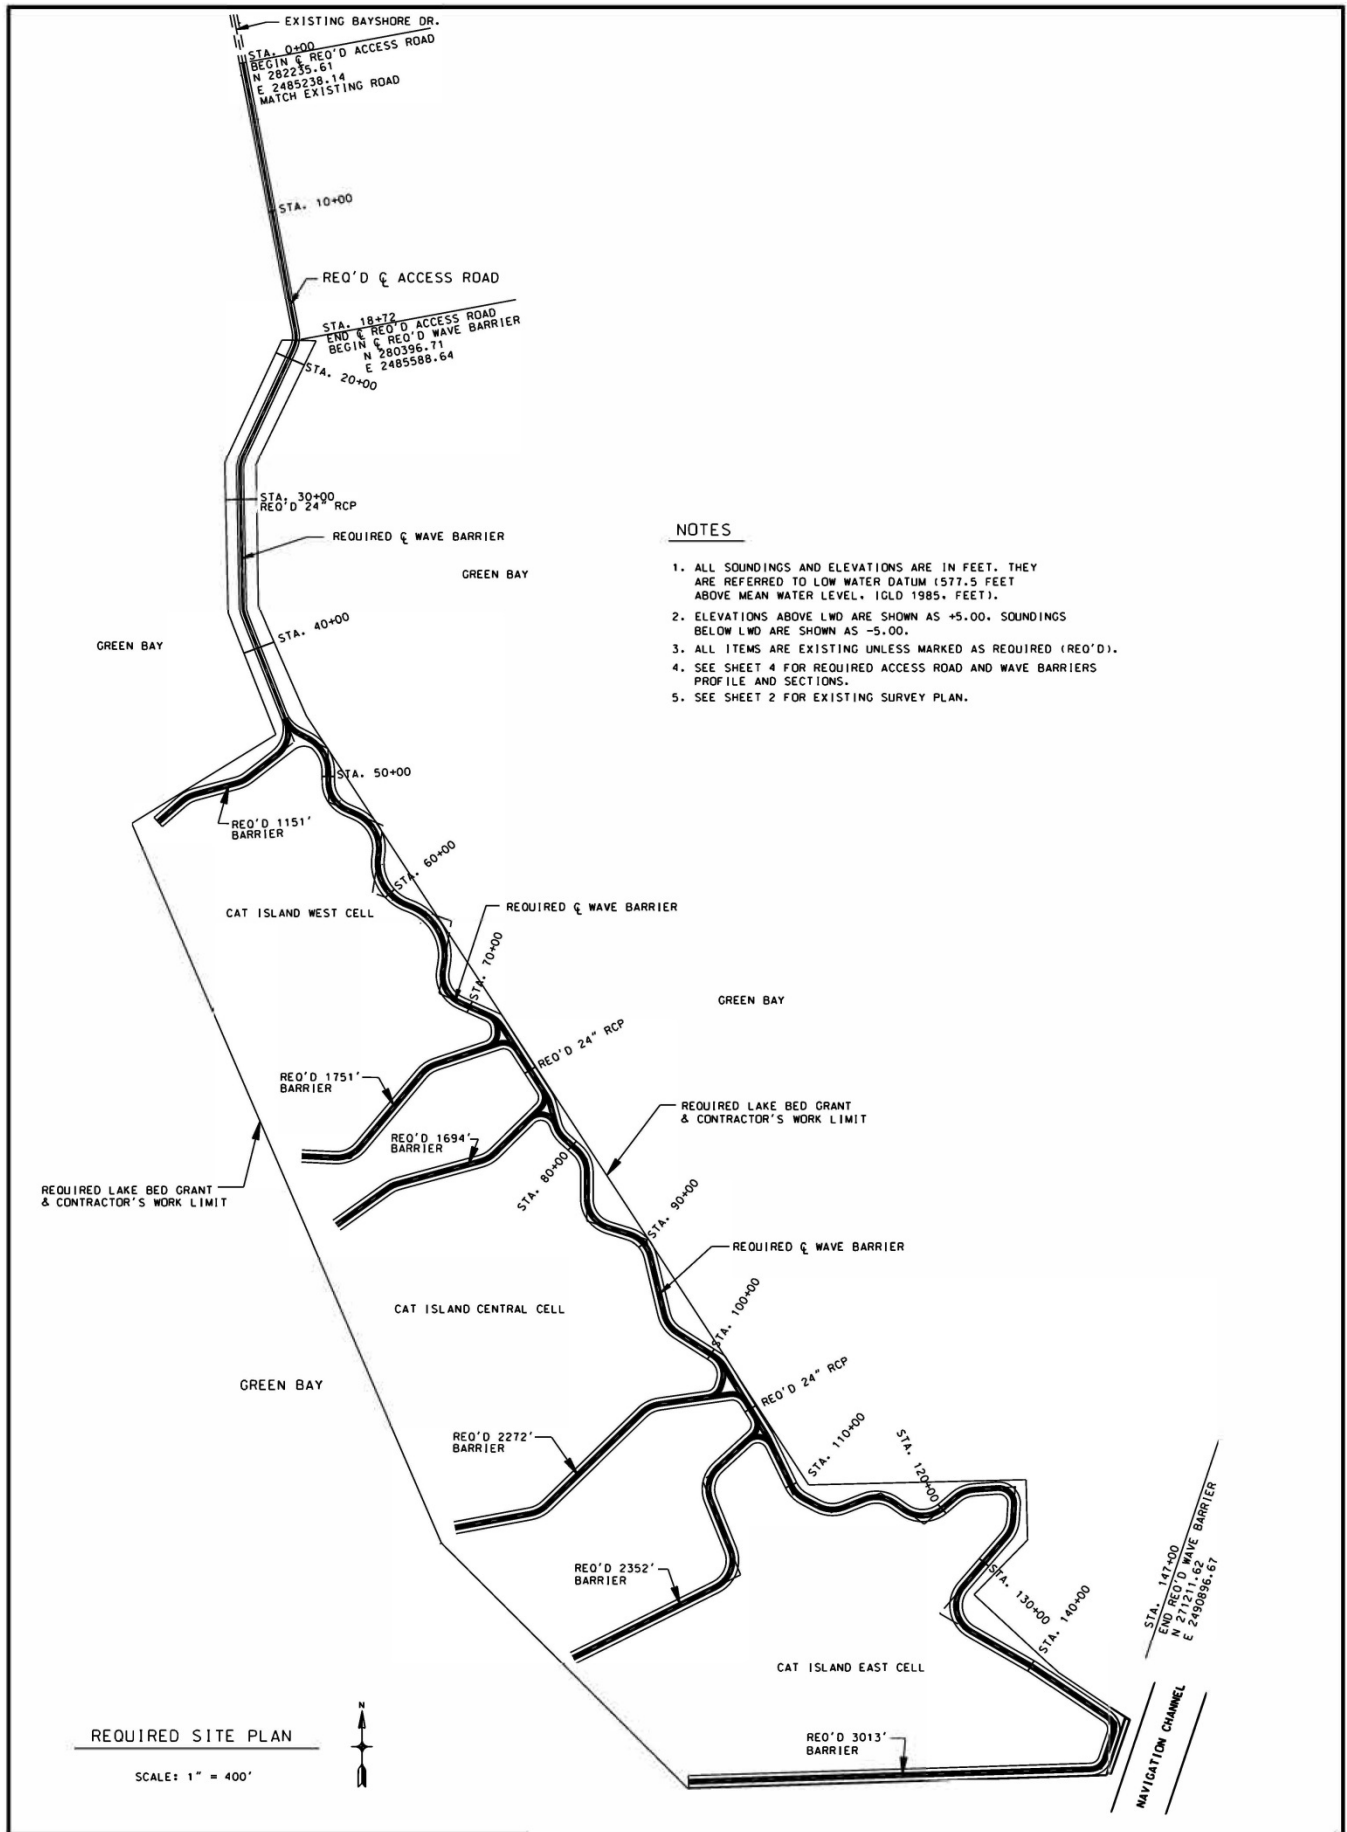 EXISTING BAYSHORE DR.
STA. 0+00
BEGIN ℄ REQ'D ACCESS ROAD
N 282235.61
E 2485238.14
MATCH EXISTING ROAD
STA. 10+00
REQ'D ℄ ACCESS ROAD
STA. 18+72
END ℄ REQ'D ACCESS ROAD
BEGIN ℄ REQ'D WAVE BARRIER
N 280396.71
E 2485588.64
STA. 20+00
STA. 30+00
REQ'D 24" RCP
REQUIRED ℄ WAVE BARRIER
GREEN BAY
GREEN BAY
STA. 40+00
NOTES
1. ALL SOUNDINGS AND ELEVATIONS ARE IN FEET. THEY
ARE REFERRED TO LOW WATER DATUM (577.5 FEET
ABOVE MEAN WATER LEVEL, IGLD 1985, FEET).
2. ELEVATIONS ABOVE LWD ARE SHOWN AS +5.00. SOUNDINGS
BELOW LWD ARE SHOWN AS -5.00.
3. ALL ITEMS ARE EXISTING UNLESS MARKED AS REQUIRED (REQ'D).
4. SEE SHEET 4 FOR REQUIRED ACCESS ROAD AND WAVE BARRIERS
PROFILE AND SECTIONS.
5. SEE SHEET 2 FOR EXISTING SURVEY PLAN.
STA. 50+00
REQ'D 1151'
BARRIER
STA. 60+00
CAT ISLAND WEST CELL
REQUIRED ℄ WAVE BARRIER
STA. 70+00
GREEN BAY
REQ'D 24" RCP
REQ'D 1751'
BARRIER
REQUIRED LAKE BED GRANT
& CONTRACTOR'S WORK LIMIT
REQ'D 1694'
BARRIER
STA. 80+00
REQUIRED LAKE BED GRANT
& CONTRACTOR'S WORK LIMIT
STA. 90+00
REQUIRED ℄ WAVE BARRIER
CAT ISLAND CENTRAL CELL
STA. 100+00
GREEN BAY
REQ'D 24" RCP
REQ'D 2272'
BARRIER
STA. 110+00
STA. 120+00
REQ'D 2352'
BARRIER
STA. 130+00
STA. 140+00
STA. 147+00
END REQ'D WAVE BARRIER
N 271211.62
E 2490896.67
CAT ISLAND EAST CELL
NAVIGATION CHANNEL
REQ'D 3013'
BARRIER
N
REQUIRED SITE PLAN
SCALE: 1" = 400'